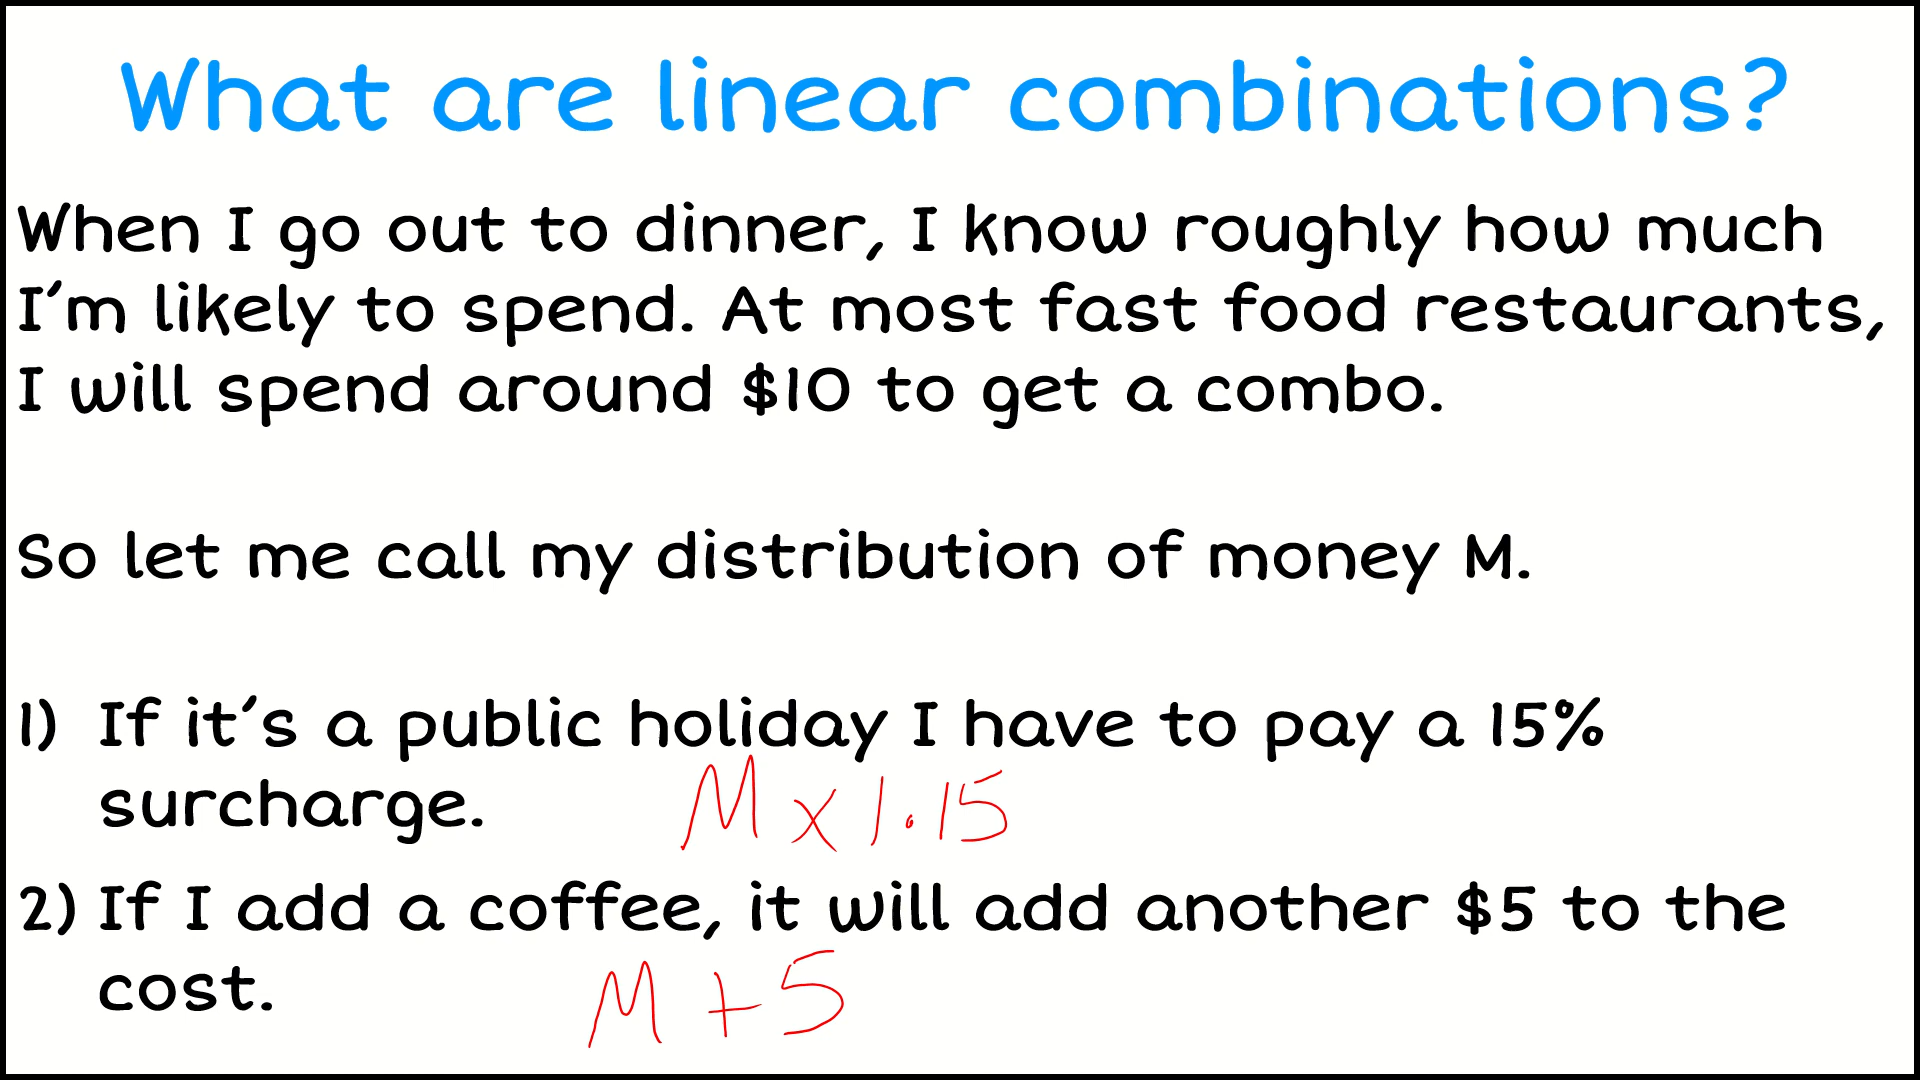 What are linear combinations?
When I go out to dinner, I know roughly how much
I’m likely to spend. At most fast food restaurants,
I will spend around $10 to get a combo.
So let me call my distribution of money M.
1) If it’s a public holiday I have to pay a 15%
surcharge. M x 1.15
2) If I add a coffee, it will add another $5 to the
cost. M + 5